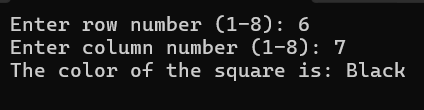 Enter row number (1-8): 6
Enter column number (1-8): 7
The color of the square is: Black